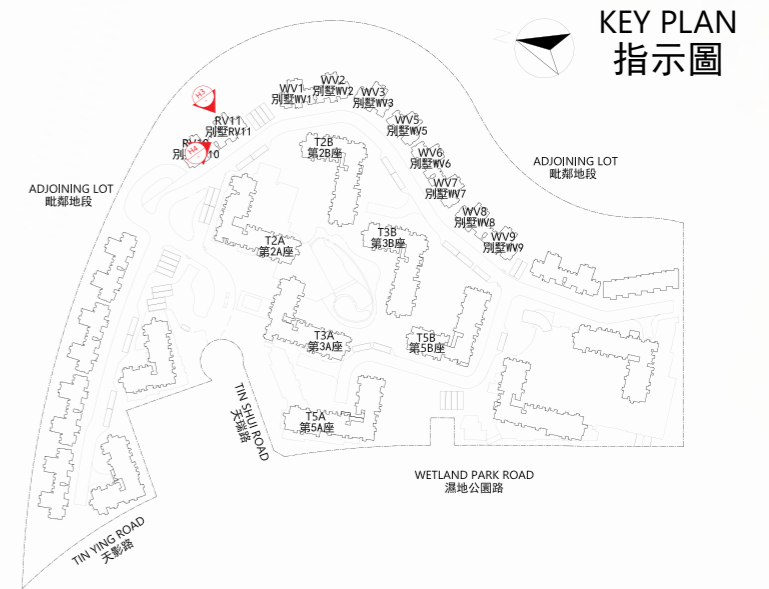 KEY PLAN
指示圖
N
WV1
別墅WV1
WV2
別墅WV2
WV3
別墅WV3
H3
RV11
別墅RV11
WV5
別墅WV5
RV10
H4
T2B
第2B座
WV6
別墅WV6
ADJOINING LOT
毗鄰地段
WV7
別墅WV7
ADJOINING LOT
毗鄰地段
WV8
別墅WV8
T3B
第3B座
T2A
第2A座
WV9
別墅WV9
T3A
第3A座
T5B
第5B座
TIN SHUI ROAD
天瑞路
T5A
第5A座
WETLAND PARK ROAD
濕地公園路
TIN YING ROAD
天影路